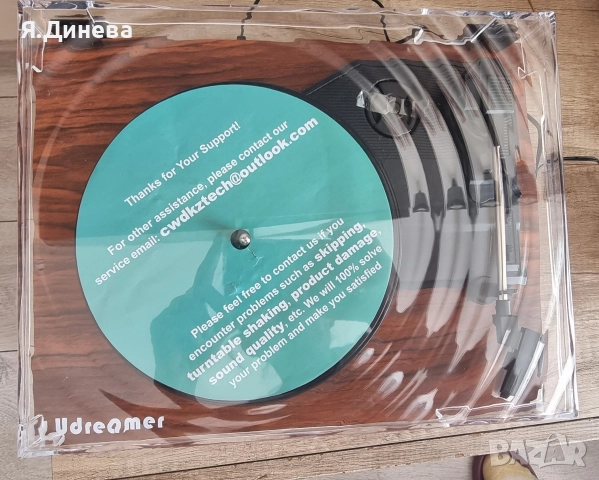 Я.Динева
Thanks for Your Support!
For other assistance, please contact our
service email: cwdkztech@outlook.com
Please feel free to contact us if you
encounter problems such as skipping,
turntable shaking, product damage,
sound quality, etc. We will 100% solve
your problem and make you satisfied
Udreamer
BAZAR